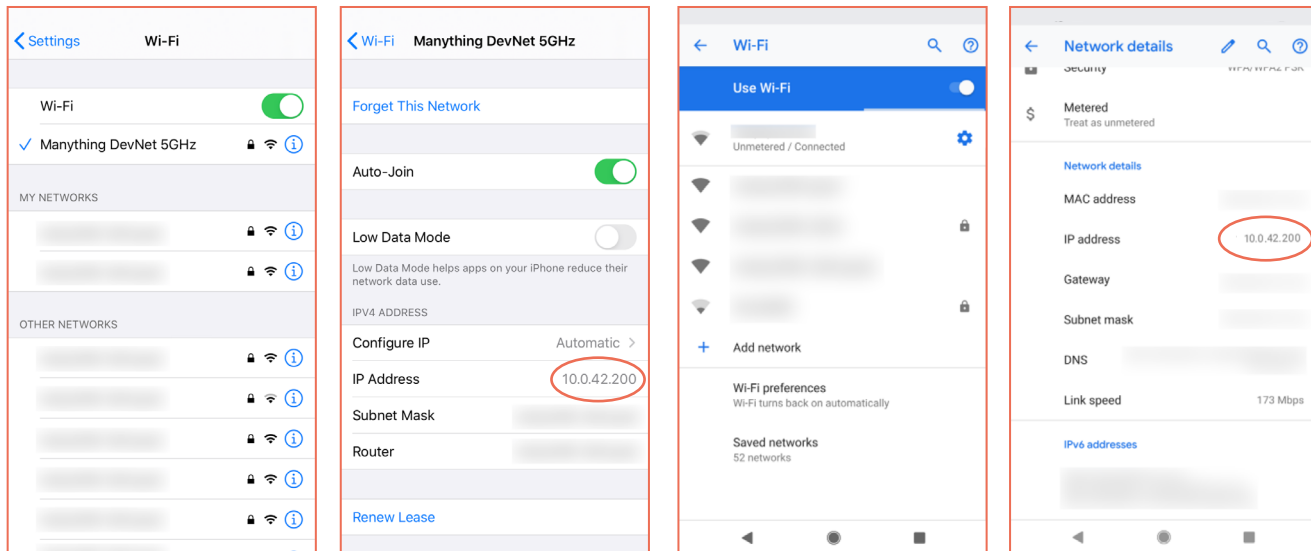 Settings Wi-Fi
Wi-Fi
Manything DevNet 5GHz
MY NETWORKS
OTHER NETWORKS
Wi-Fi Manything DevNet 5GHz
Forget This Network
Auto-Join
Low Data Mode
Low Data Mode helps apps on your iPhone reduce their
network data use.
IPV4 ADDRESS
Configure IP Automatic
IP Address 10.0.42.200
Subnet Mask
Router
Renew Lease
Wi-Fi
Use Wi-Fi
Unmetered / Connected
Add network
Wi-Fi preferences
Wi-Fi turns back on automatically
Saved networks
52 networks
Network details
Security WPA/WPA2 PSK
$ Metered
Treat as unmetered
Network details
MAC address
IP address 10.0.42.200
Gateway
Subnet mask
DNS
Link speed 173 Mbps
IPv6 addresses